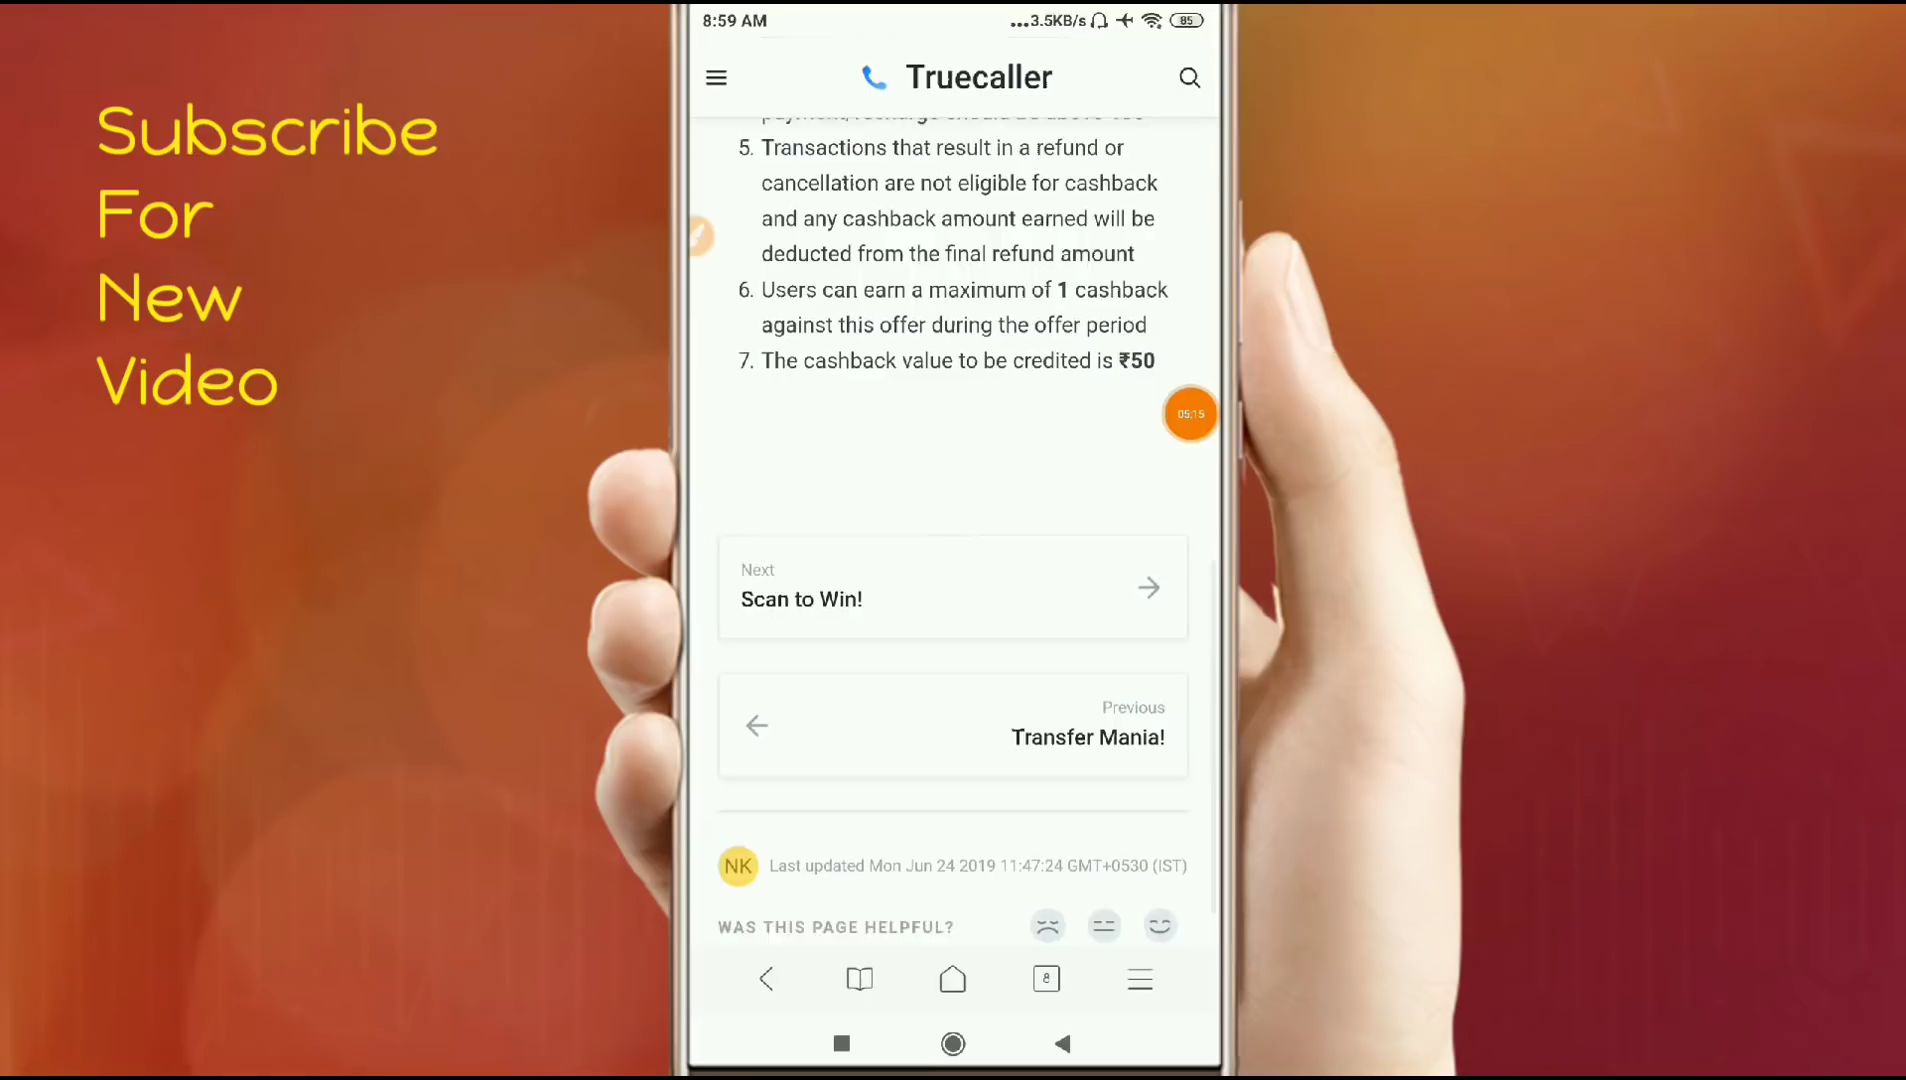 Subscribe
For
New
Video
8:59 AM
...3.5KB/s
85
Truecaller
5. Transactions that result in a refund or
cancellation are not eligible for cashback
and any cashback amount earned will be
deducted from the final refund amount
6. Users can earn a maximum of 1 cashback
against this offer during the offer period
7. The cashback value to be credited is ₹50
05:15
Next
Scan to Win!
Previous
Transfer Mania!
NK
Last updated Mon Jun 24 2019 11:47:24 GMT+0530 (IST)
WAS THIS PAGE HELPFUL?
8